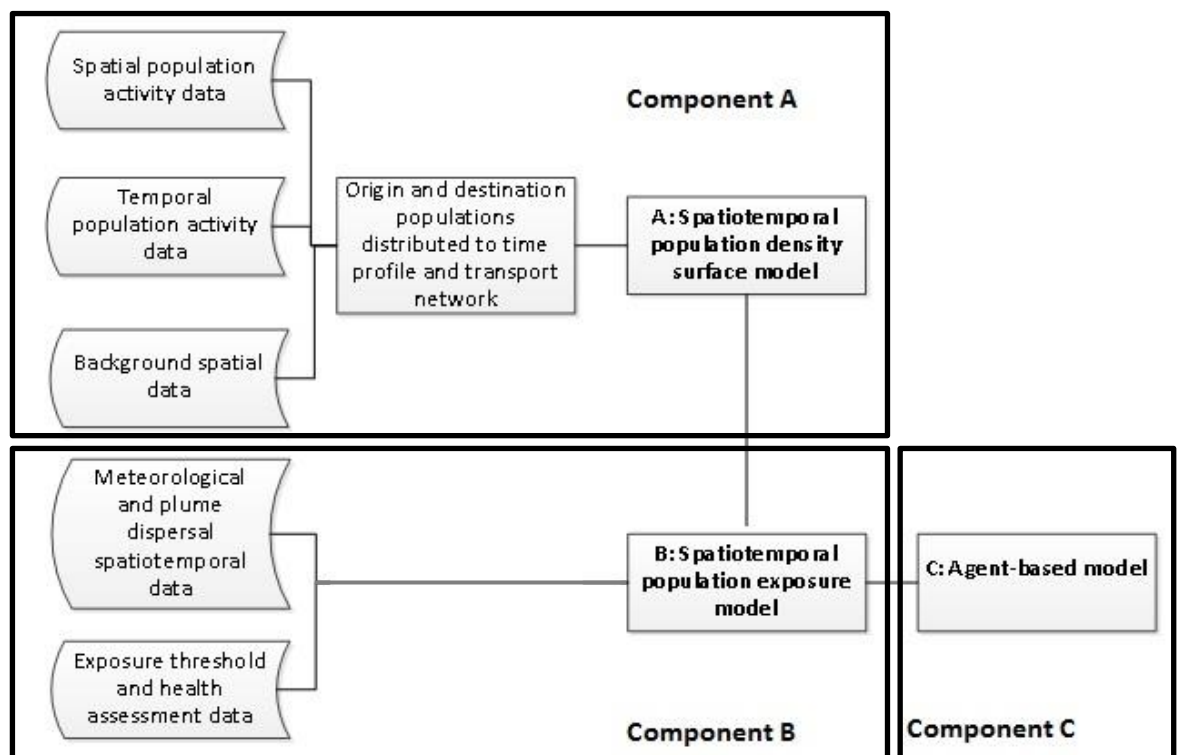 Spatial population
activity data
Component A
Temporal
population activity
data
Origin and destination
populations
distributed to time
profile and transport
network
A: Spatiotemporal
population density
surface model
Background spatial
data
Meteorological
and plume
dispersal
spatiotemporal
data
B: Spatiotemporal
population exposure
model
C: Agent-based model
Exposure threshold
and health
assessment data
Component B
Component C